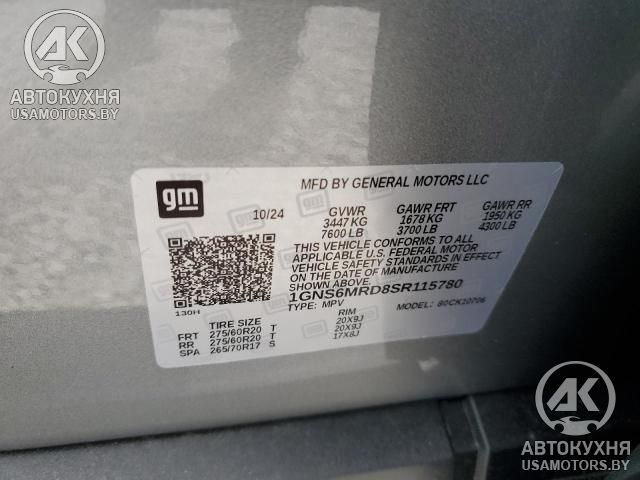 AK
АВТОКУХНЯ
USAMOTORS.BY
gm
MFD BY GENERAL MOTORS LLC
10/24
GVWR GAWR FRT GAWR RR
3447 KG 1678 KG 1950 KG
7600 LB 3700 LB 4300 LB
THIS VEHICLE CONFORMS TO ALL
APPLICABLE U.S. FEDERAL MOTOR
VEHICLE SAFETY STANDARDS IN EFFECT
ON THE DATE OF MANUFACTURE
SHOWN ABOVE.
1GNS6MRD8SR115780
TYPE: MPV MODEL: 80CK10706
130H
TIRE SIZE RIM
FRT 275/60R20 T 20X9J
RR 275/60R20 T 20X9J
SPA 265/70R17 S 17X8J
AK
АВТОКУХНЯ
USAMOTORS.BY